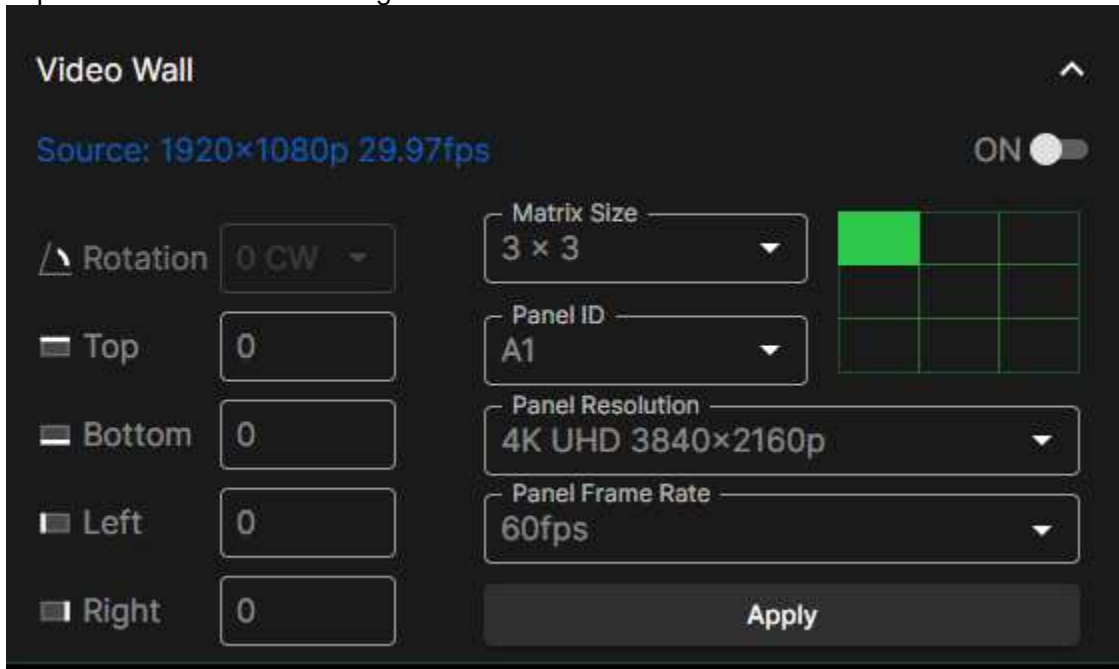 Video Wall
Source: 1920×1080p 29.97fps
ON
Rotation
0 CW
Matrix Size
3 × 3
Top
0
Panel ID
A1
Bottom
0
Panel Resolution
4K UHD 3840×2160p
Left
0
Panel Frame Rate
60fps
Right
0
Apply